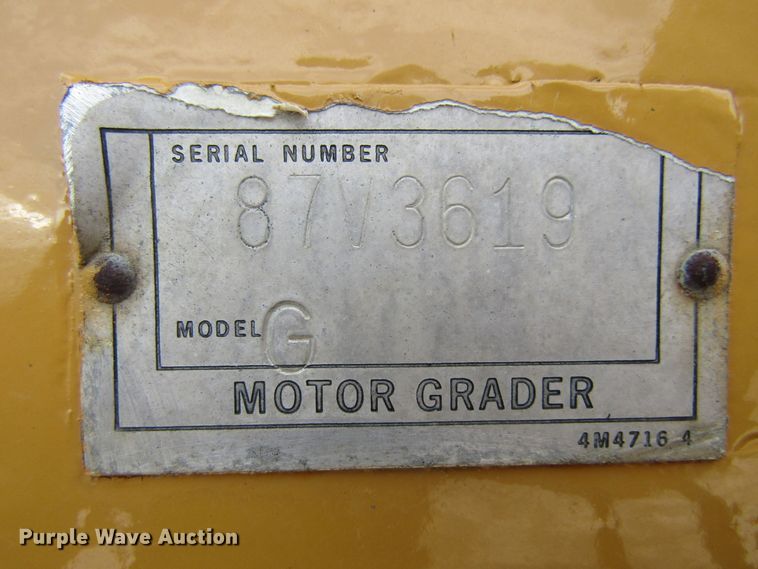 SERIAL NUMBER
87V3619
MODEL G
MOTOR GRADER
4M4716 4
Purple Wave Auction